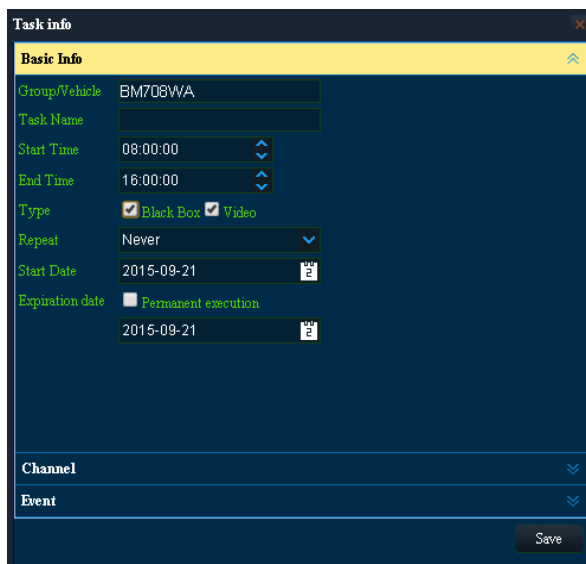 Task info
Basic Info
Group/Vehicle BM708WA
Task Name
Start Time 08:00:00
End Time 16:00:00
Type Black Box Video
Repeat Never
Start Date 2015-09-21 2
Expiration date Permanent execution
2015-09-21 2
Channel
Event
Save